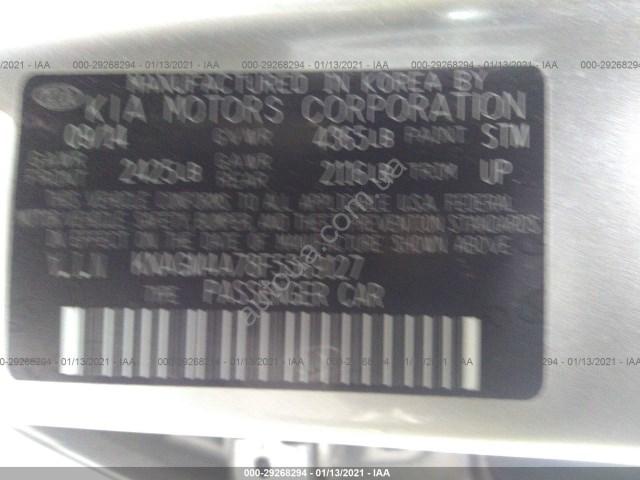 000-29268294 - 01/13/2021 - IAA
MANUFACTURED IN KOREA BY
KIA MOTORS CORPORATION
09/14 GVWR 4365LB PAINT STM
GAWR FRONT 2425LB GAWR REAR 2116LB TRIM UP
THIS VEHICLE CONFORMS TO ALL APPLICABLE U.S.A. FEDERAL
MOTOR VEHICLE SAFETY, BUMPER, AND THEFT PREVENTION STANDARDS
IN EFFECT ON THE DATE OF MANUFACTURE SHOWN ABOVE.
TYPE : PASSENGER CAR
000-29268294 - 01/13/2021 - IAA